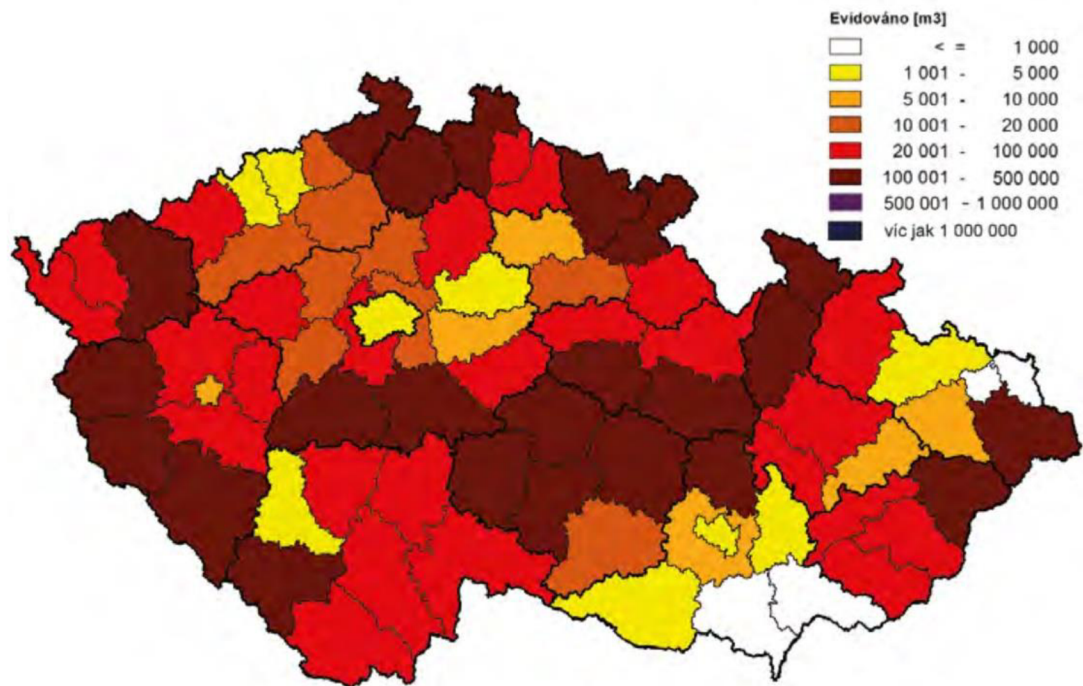 Evidováno [m3]
< = 1 000
1 001 - 5 000
5 001 - 10 000
10 001 - 20 000
20 001 - 100 000
100 001 - 500 000
500 001 - 1 000 000
víc jak 1 000 000